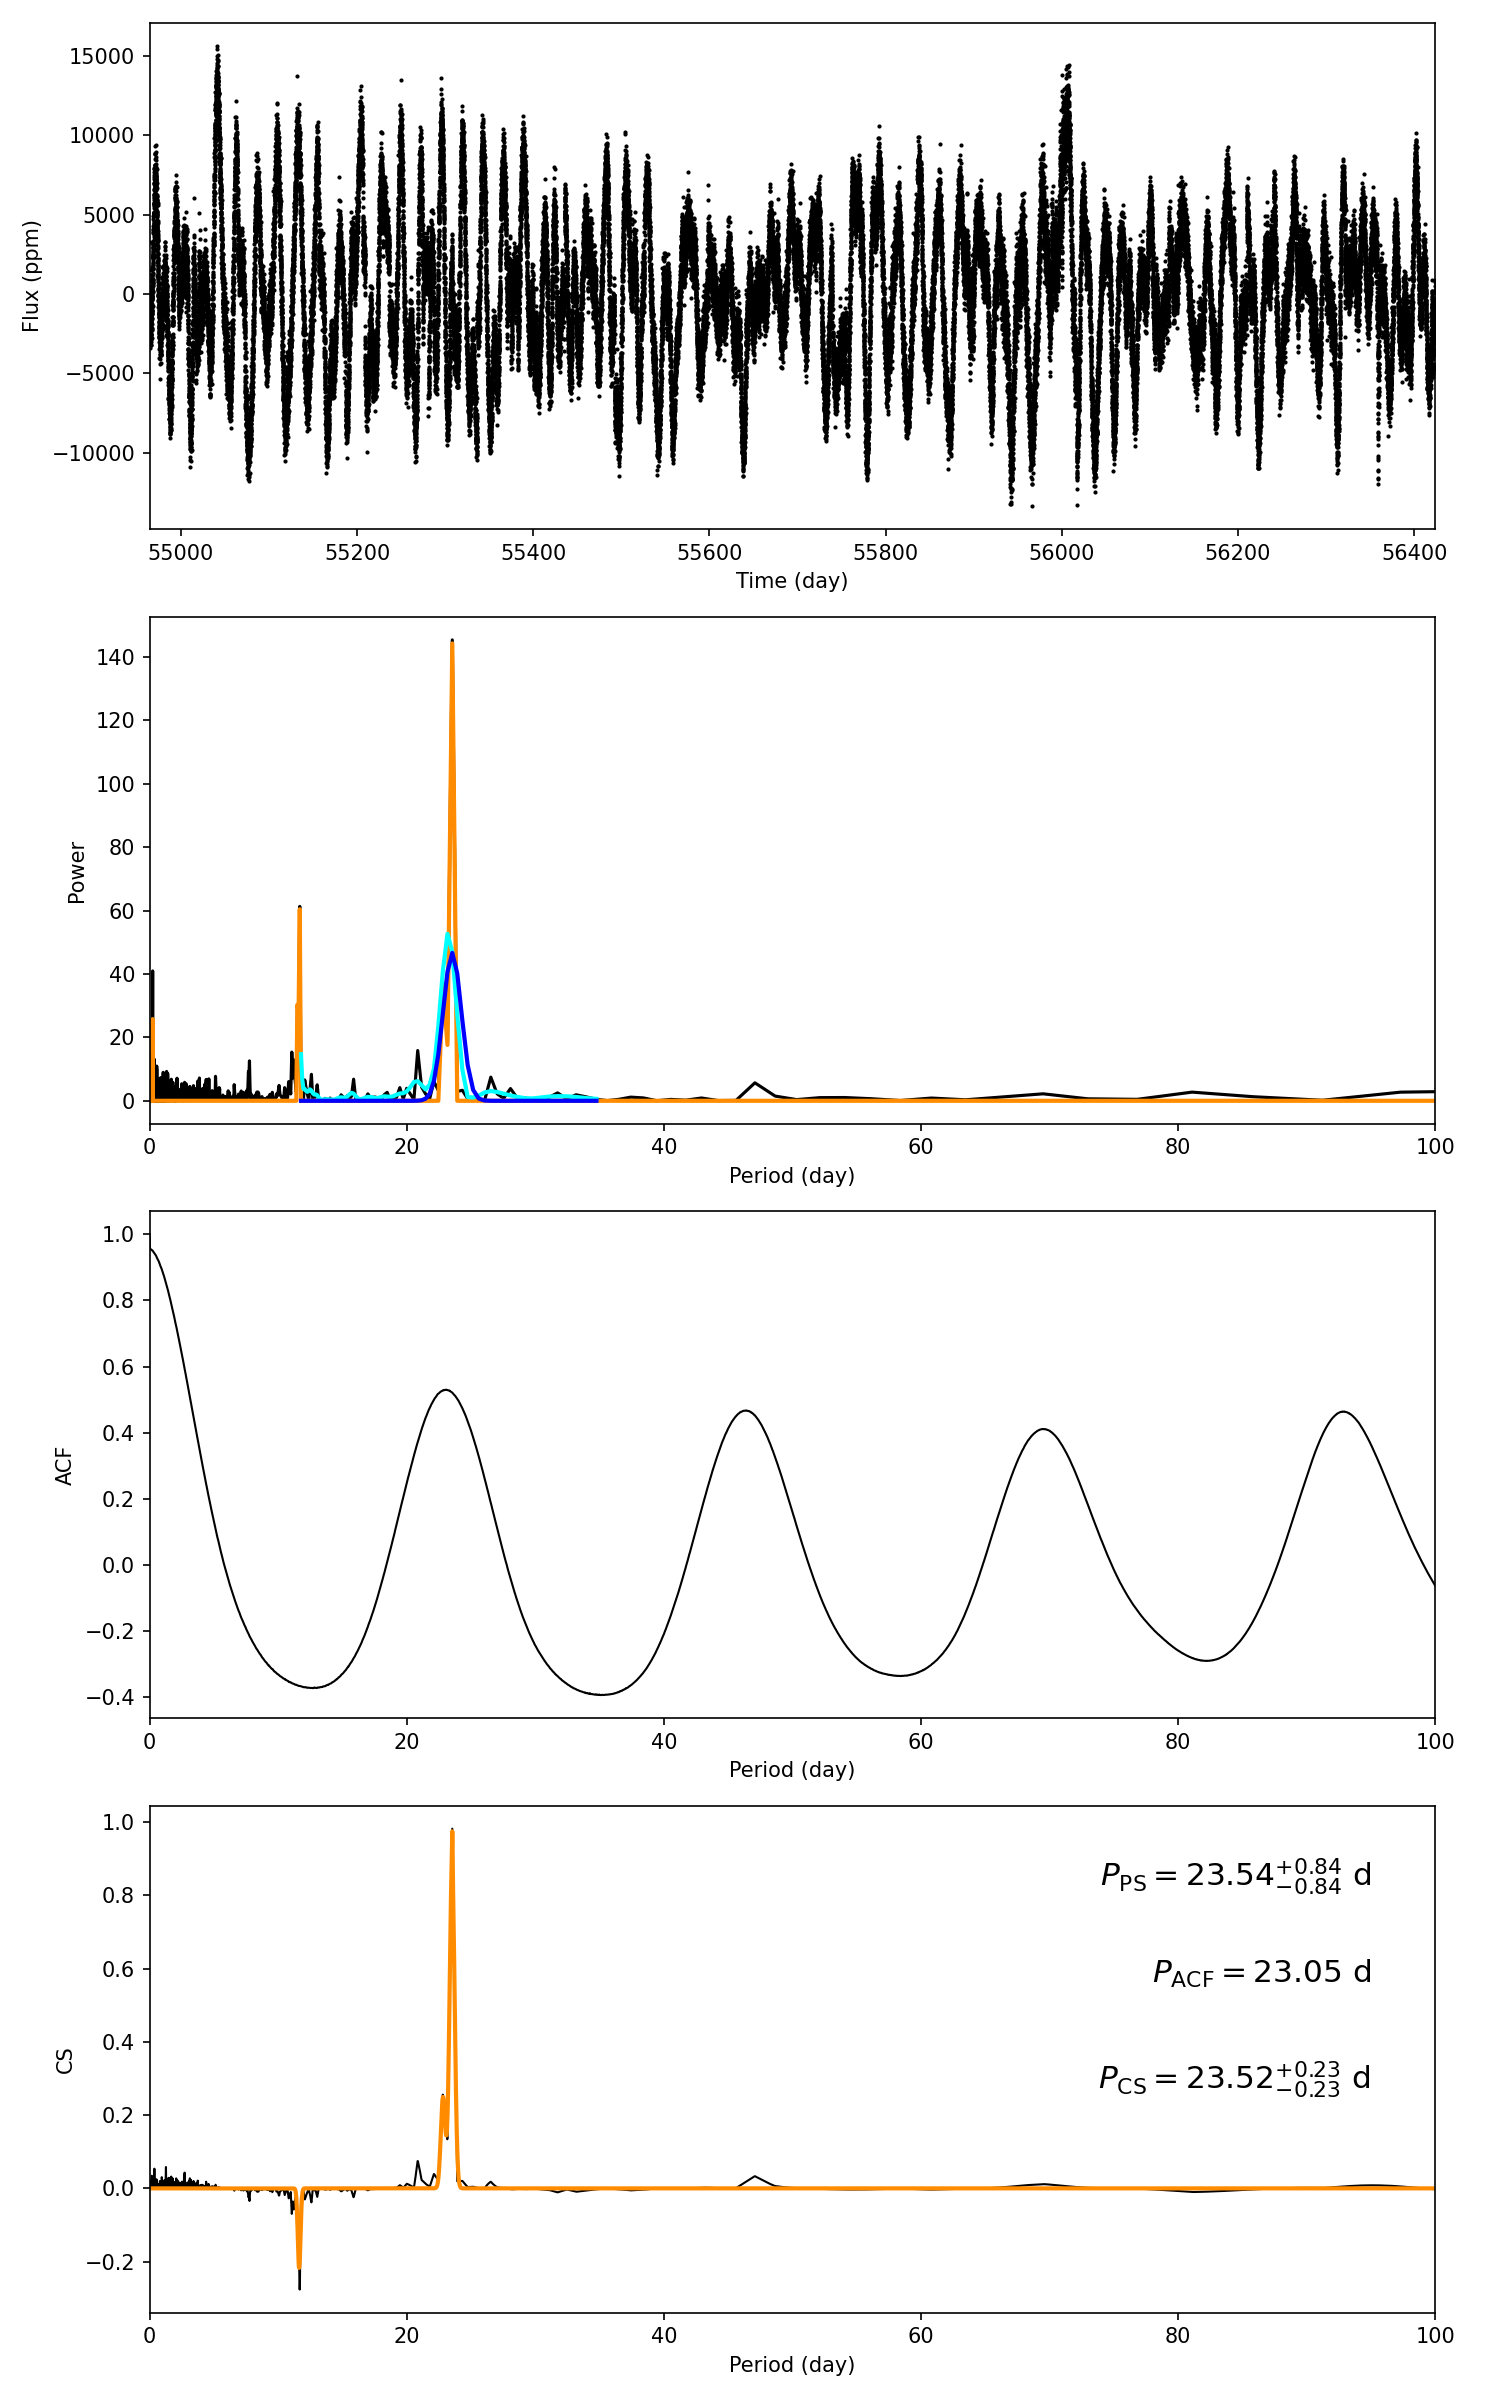 15000
10000
5000
0
−5000
−10000
Flux (ppm)
55000 55200 55400 55600 55800 56000 56200 56400
Time (day)
140
120
100
80
60
40
20
0
Power
0 20 40 60 80 100
Period (day)
1.0
0.8
0.6
0.4
0.2
0.0
−0.2
−0.4
ACF
0 20 40 60 80 100
Period (day)
1.0
0.8
0.6
0.4
0.2
0.0
−0.2
CS
P_PS = 23.54^{+0.84}_{−0.84} d
P_ACF = 23.05 d
P_CS = 23.52^{+0.23}_{−0.23} d
0 20 40 60 80 100
Period (day)